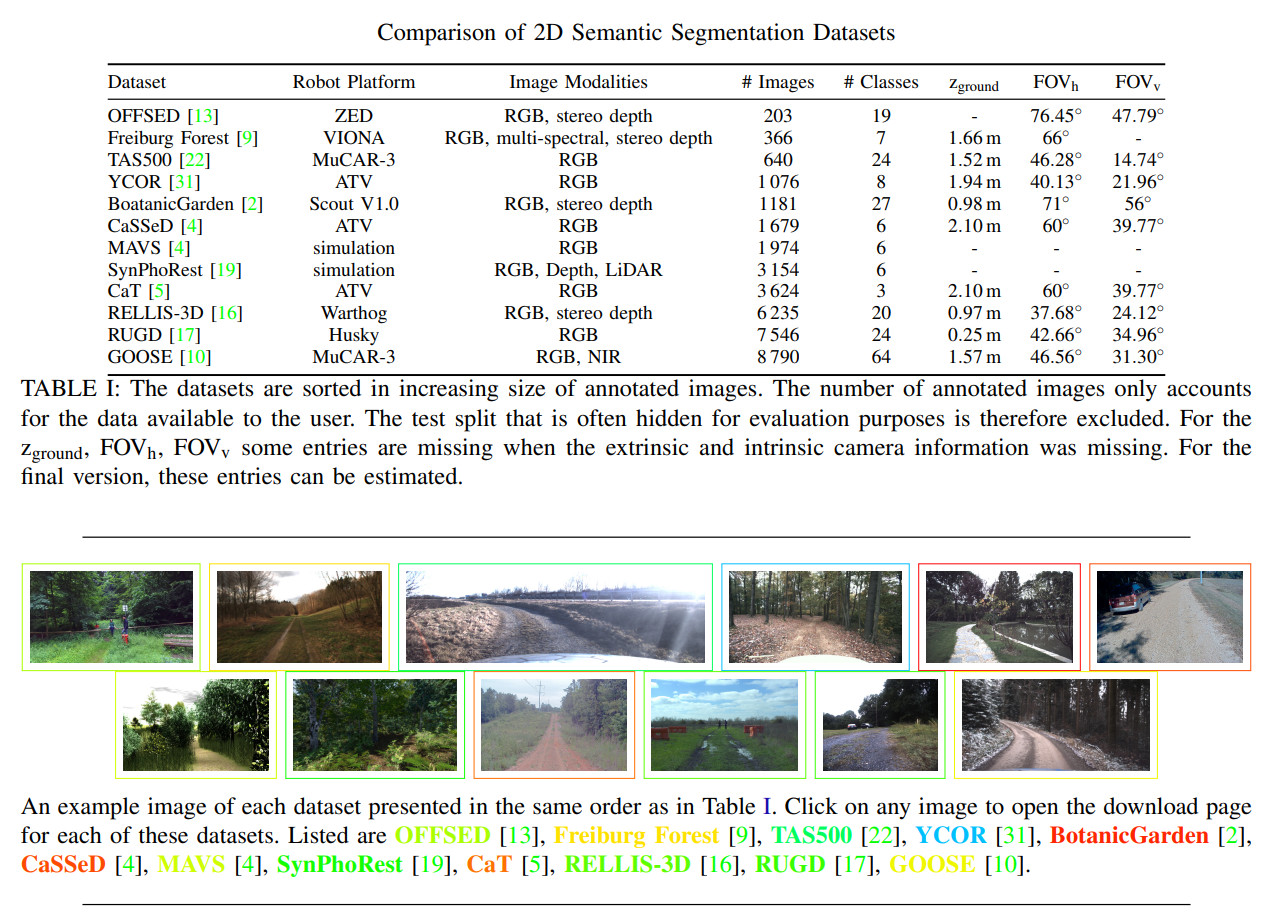 Comparison of 2D Semantic Segmentation Datasets
Dataset Robot Platform Image Modalities # Images # Classes zground FOVh FOVv
OFFSED [13] ZED RGB, stereo depth 203 19 - 76.45° 47.79°
Freiburg Forest [9] VIONA RGB, multi-spectral, stereo depth 366 7 1.66 m 66° -
TAS500 [22] MuCAR-3 RGB 640 24 1.52 m 46.28° 14.74°
YCOR [31] ATV RGB 1 076 8 1.94 m 40.13° 21.96°
BoatanicGarden [2] Scout V1.0 RGB, stereo depth 1181 27 0.98 m 71° 56°
CaSSeD [4] ATV RGB 1 679 6 2.10 m 60° 39.77°
MAVS [4] simulation RGB 1 974 6 - - -
SynPhoRest [19] simulation RGB, Depth, LiDAR 3 154 6 - - -
CaT [5] ATV RGB 3 624 3 2.10 m 60° 39.77°
RELLIS-3D [16] Warthog RGB, stereo depth 6 235 20 0.97 m 37.68° 24.12°
RUGD [17] Husky RGB 7 546 24 0.25 m 42.66° 34.96°
GOOSE [10] MuCAR-3 RGB, NIR 8 790 64 1.57 m 46.56° 31.30°
TABLE I: The datasets are sorted in increasing size of annotated images. The number of annotated images only accounts
for the data available to the user. The test split that is often hidden for evaluation purposes is therefore excluded. For the
zground, FOVh, FOVv some entries are missing when the extrinsic and intrinsic camera information was missing. For the
final version, these entries can be estimated.
An example image of each dataset presented in the same order as in Table I. Click on any image to open the download page
for each of these datasets. Listed are OFFSED [13], Freiburg Forest [9], TAS500 [22], YCOR [31], BotanicGarden [2],
CaSSeD [4], MAVS [4], SynPhoRest [19], CaT [5], RELLIS-3D [16], RUGD [17], GOOSE [10].